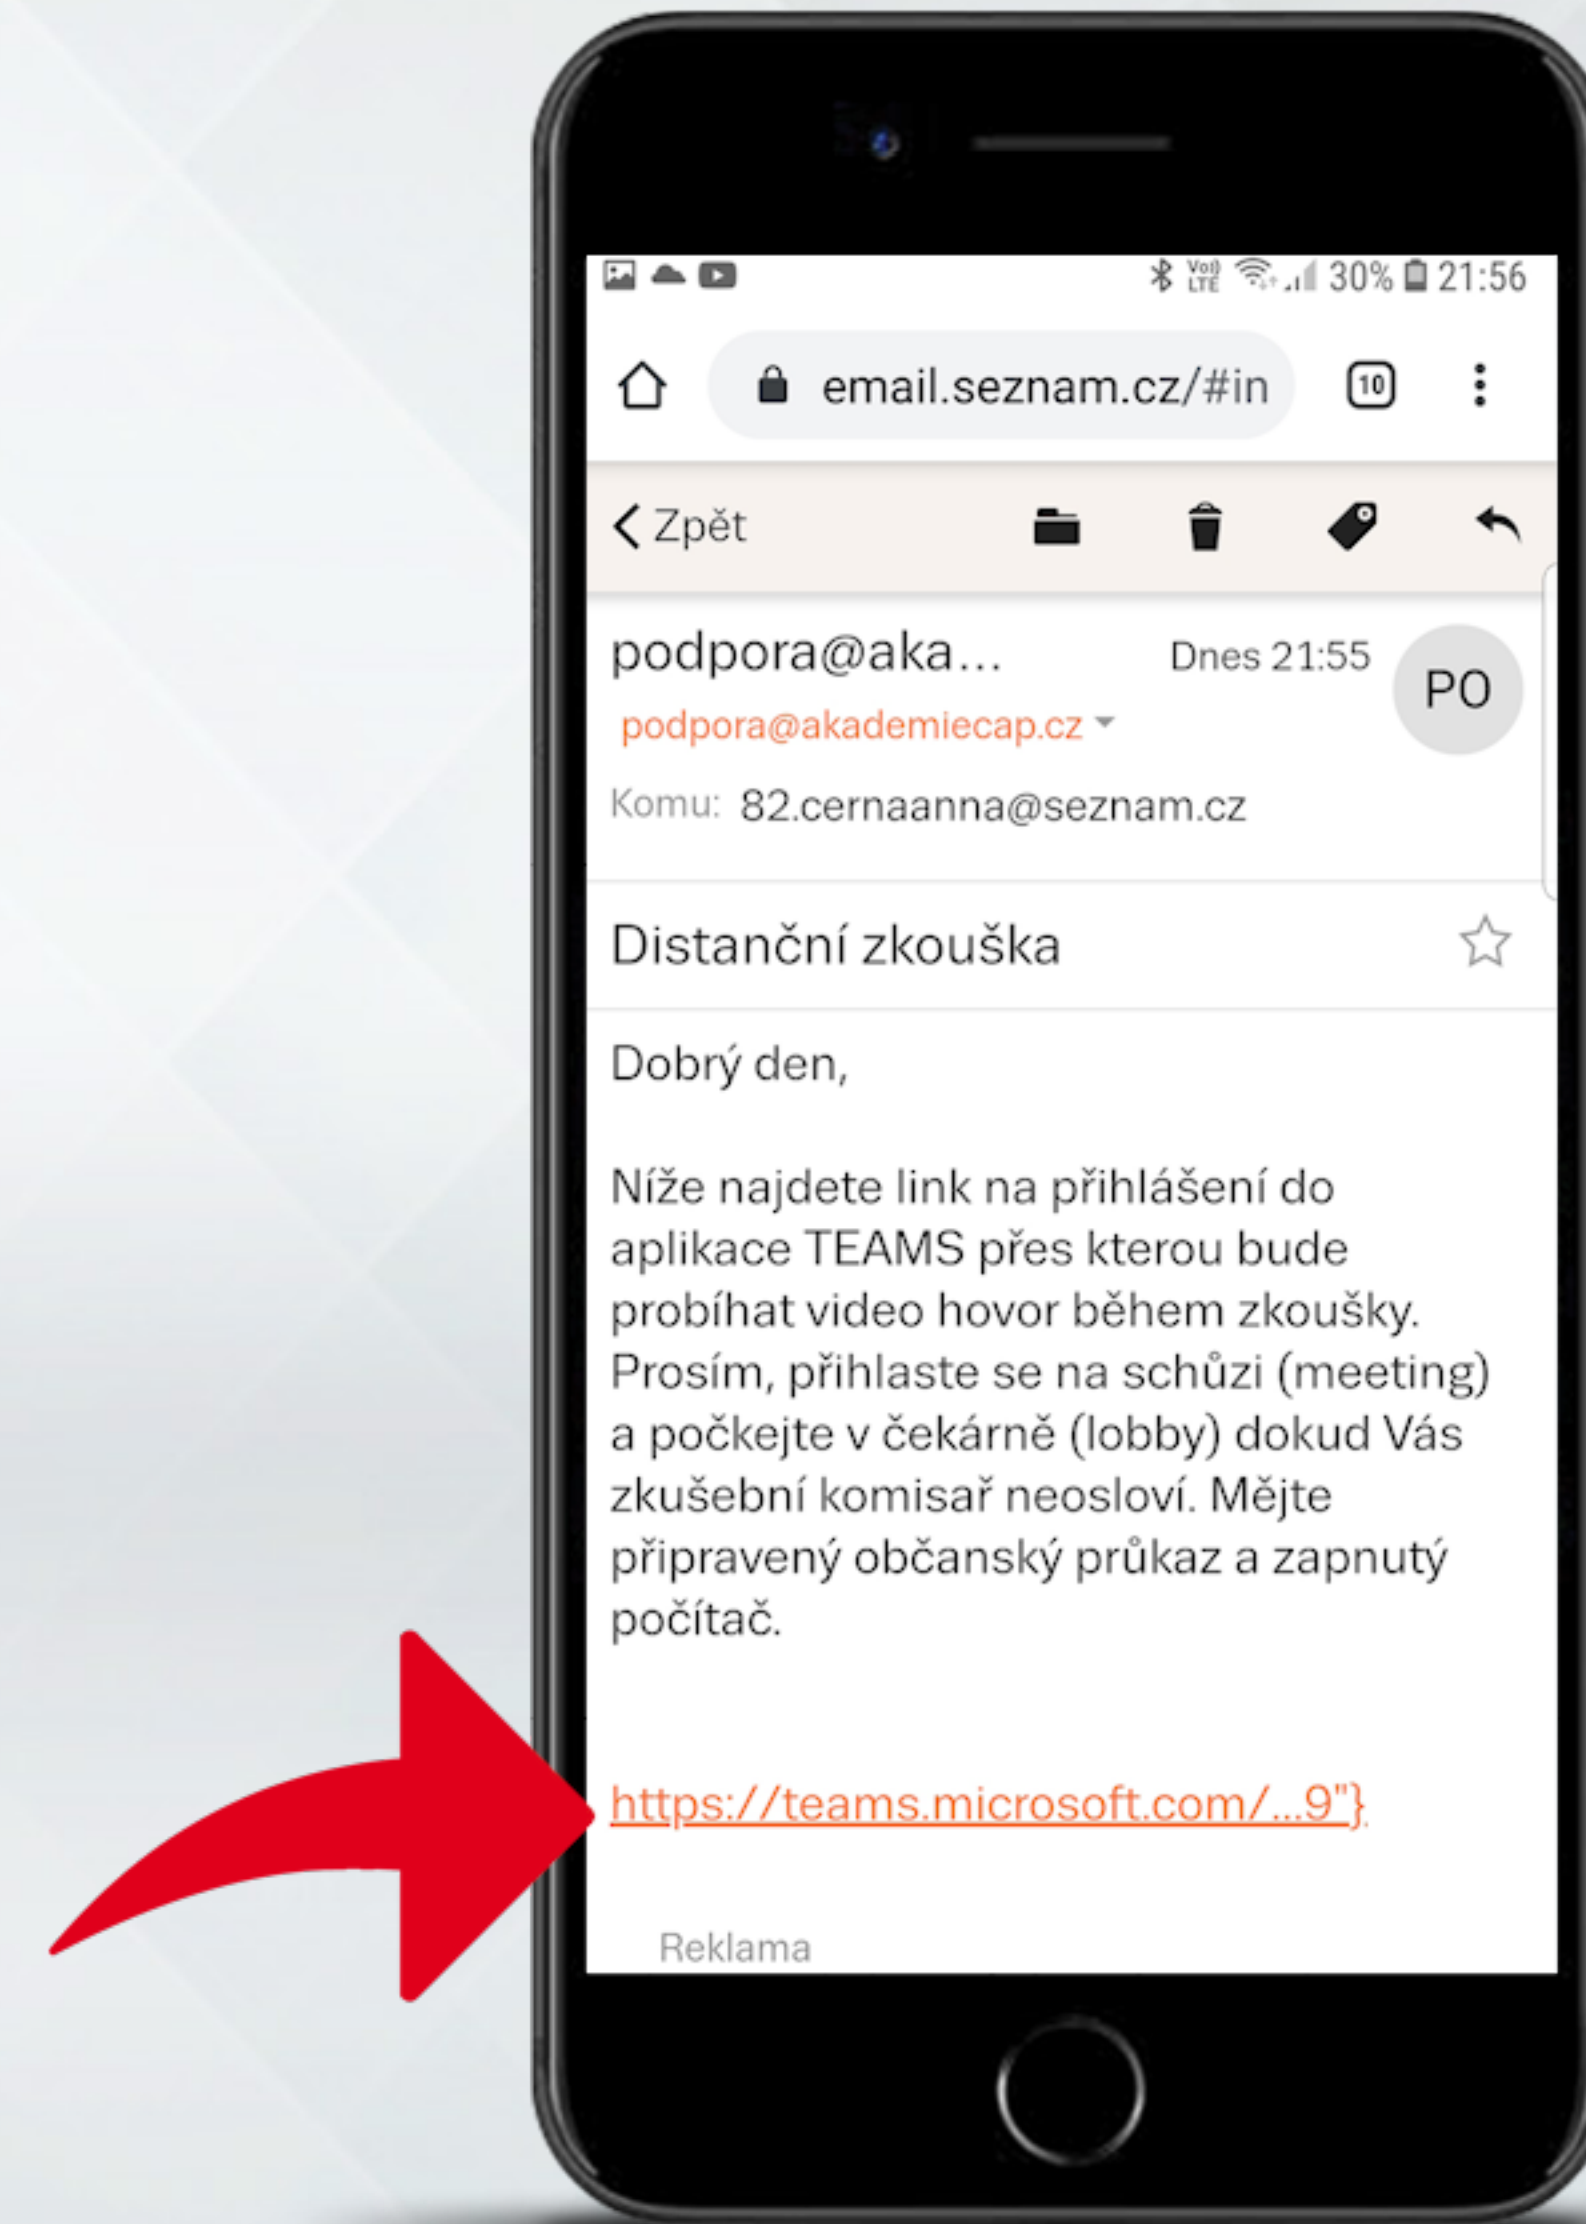 Vo)) LTE 30% 21:56
email.seznam.cz/#in 10
Zpět
podpora@aka... Dnes 21:55
PO
podpora@akademiecap.cz
Komu: 82.cernaanna@seznam.cz
Distanční zkouška
Dobrý den,
Níže najdete link na přihlášení do
aplikace TEAMS přes kterou bude
probíhat video hovor během zkoušky.
Prosím, přihlaste se na schůzi (meeting)
a počkejte v čekárně (lobby) dokud Vás
zkušební komisař neosloví. Mějte
připravený občanský průkaz a zapnutý
počítač.
https://teams.microsoft.com/...9"}
Reklama